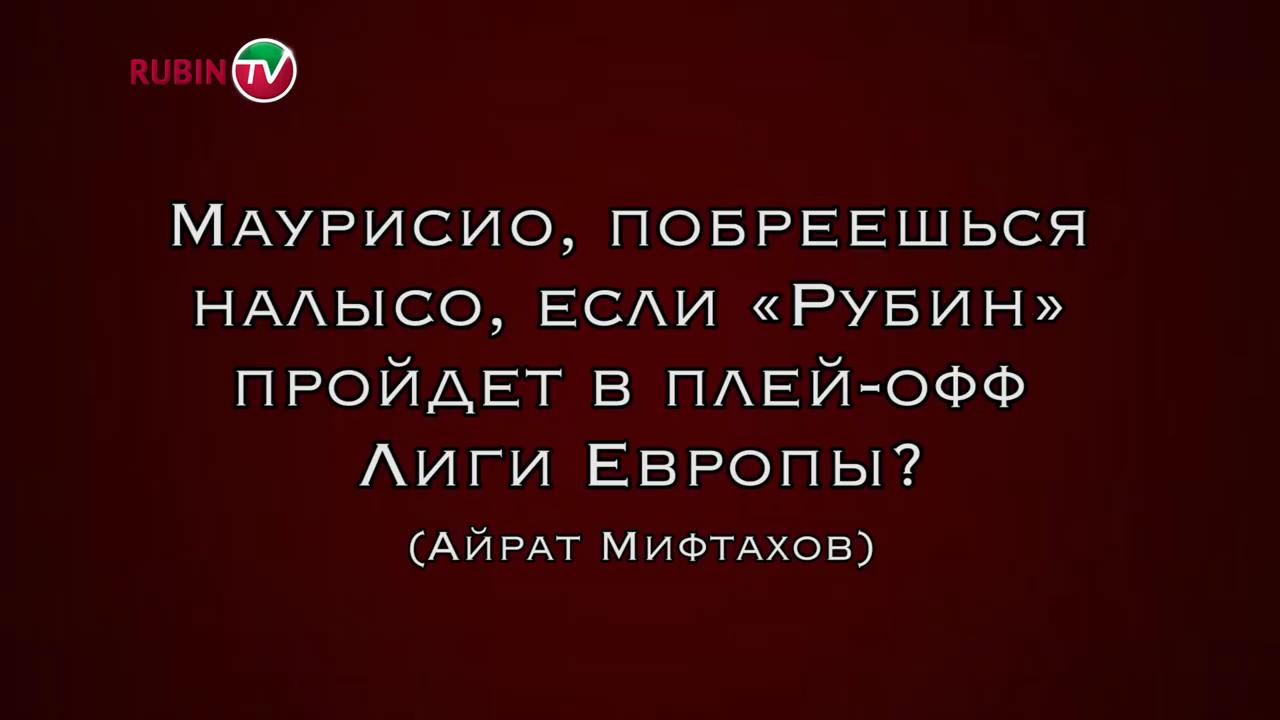 RUBIN TV
Маурисио, побреешься
налысо, если «Рубин»
пройдет в плей-офф
Лиги Европы?
(Айрат Мифтахов)